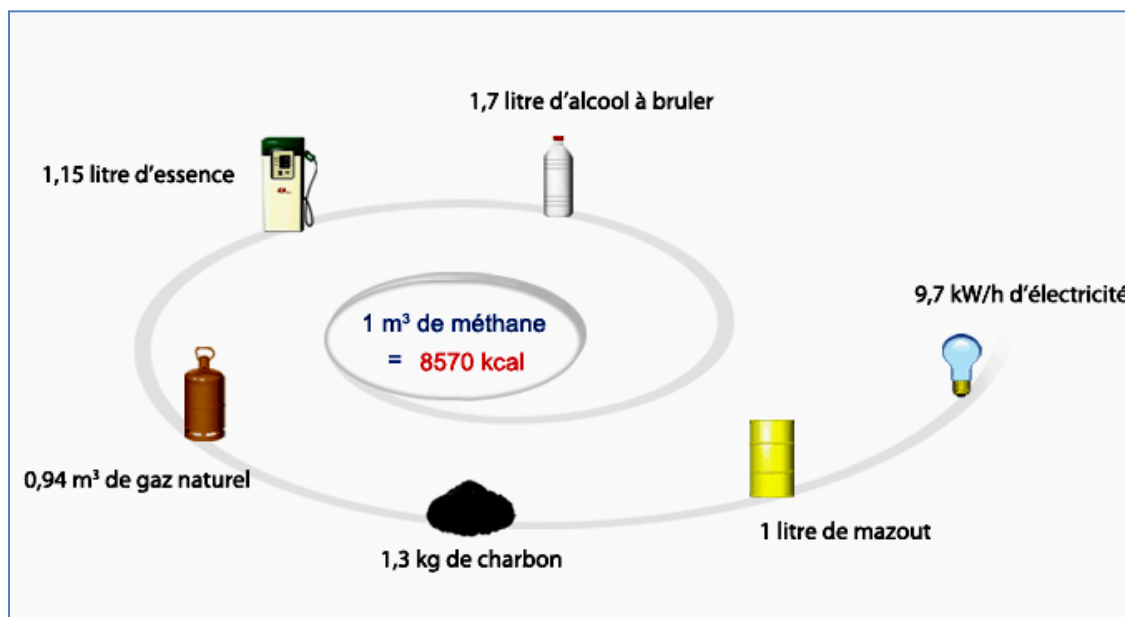 1,7 litre d'alcool à bruler
1,15 litre d'essence
9,7 kW/h d'électricité
1 m³ de méthane
= 8570 kcal
0,94 m³ de gaz naturel
1 litre de mazout
1,3 kg de charbon